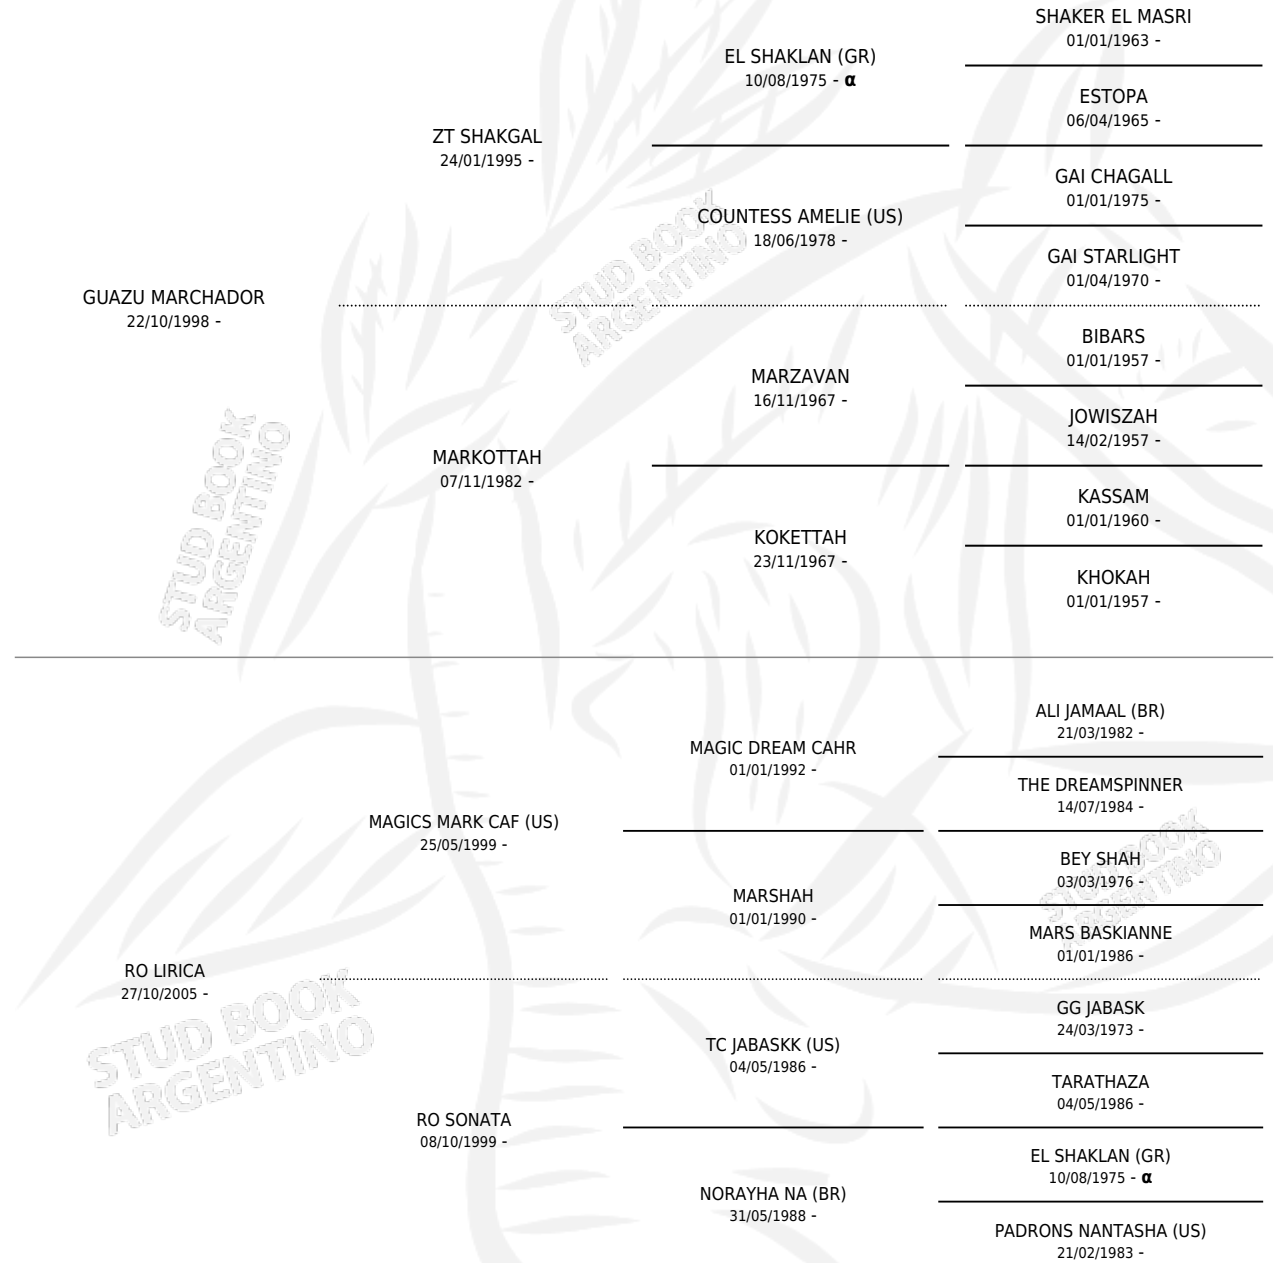 SHAKER EL MASRI
01/01/1963 -
EL SHAKLAN (GR)
10/08/1975 - α
ESTOPA
06/04/1965 -
ZT SHAKGAL
24/01/1995 -
GAI CHAGALL
01/01/1975 -
COUNTESS AMELIE (US)
18/06/1978 -
GAI STARLIGHT
01/04/1970 -
GUAZU MARCHADOR
22/10/1998 -
BIBARS
01/01/1957 -
MARZAVAN
16/11/1967 -
JOWISZAH
14/02/1957 -
MARKOTTAH
07/11/1982 -
KASSAM
01/01/1960 -
KOKETTAH
23/11/1967 -
KHOKAH
01/01/1957 -
ALI JAMAAL (BR)
21/03/1982 -
MAGIC DREAM CAHR
01/01/1992 -
THE DREAMSPINNER
14/07/1984 -
MAGICS MARK CAF (US)
25/05/1999 -
BEY SHAH
03/03/1976 -
MARSHAH
01/01/1990 -
MARS BASKIANNE
01/01/1986 -
RO LIRICA
27/10/2005 -
GG JABASK
24/03/1973 -
TC JABASKK (US)
04/05/1986 -
TARATHAZA
04/05/1986 -
RO SONATA
08/10/1999 -
EL SHAKLAN (GR)
10/08/1975 - α
NORAYHA NA (BR)
31/05/1988 -
PADRONS NANTASHA (US)
21/02/1983 -
STUD BOOK
ARGENTINO
STUD BOOK
ARGENTINO
STUD BOOK
ARGENTINO
STUD BOOK
ARGENTINO